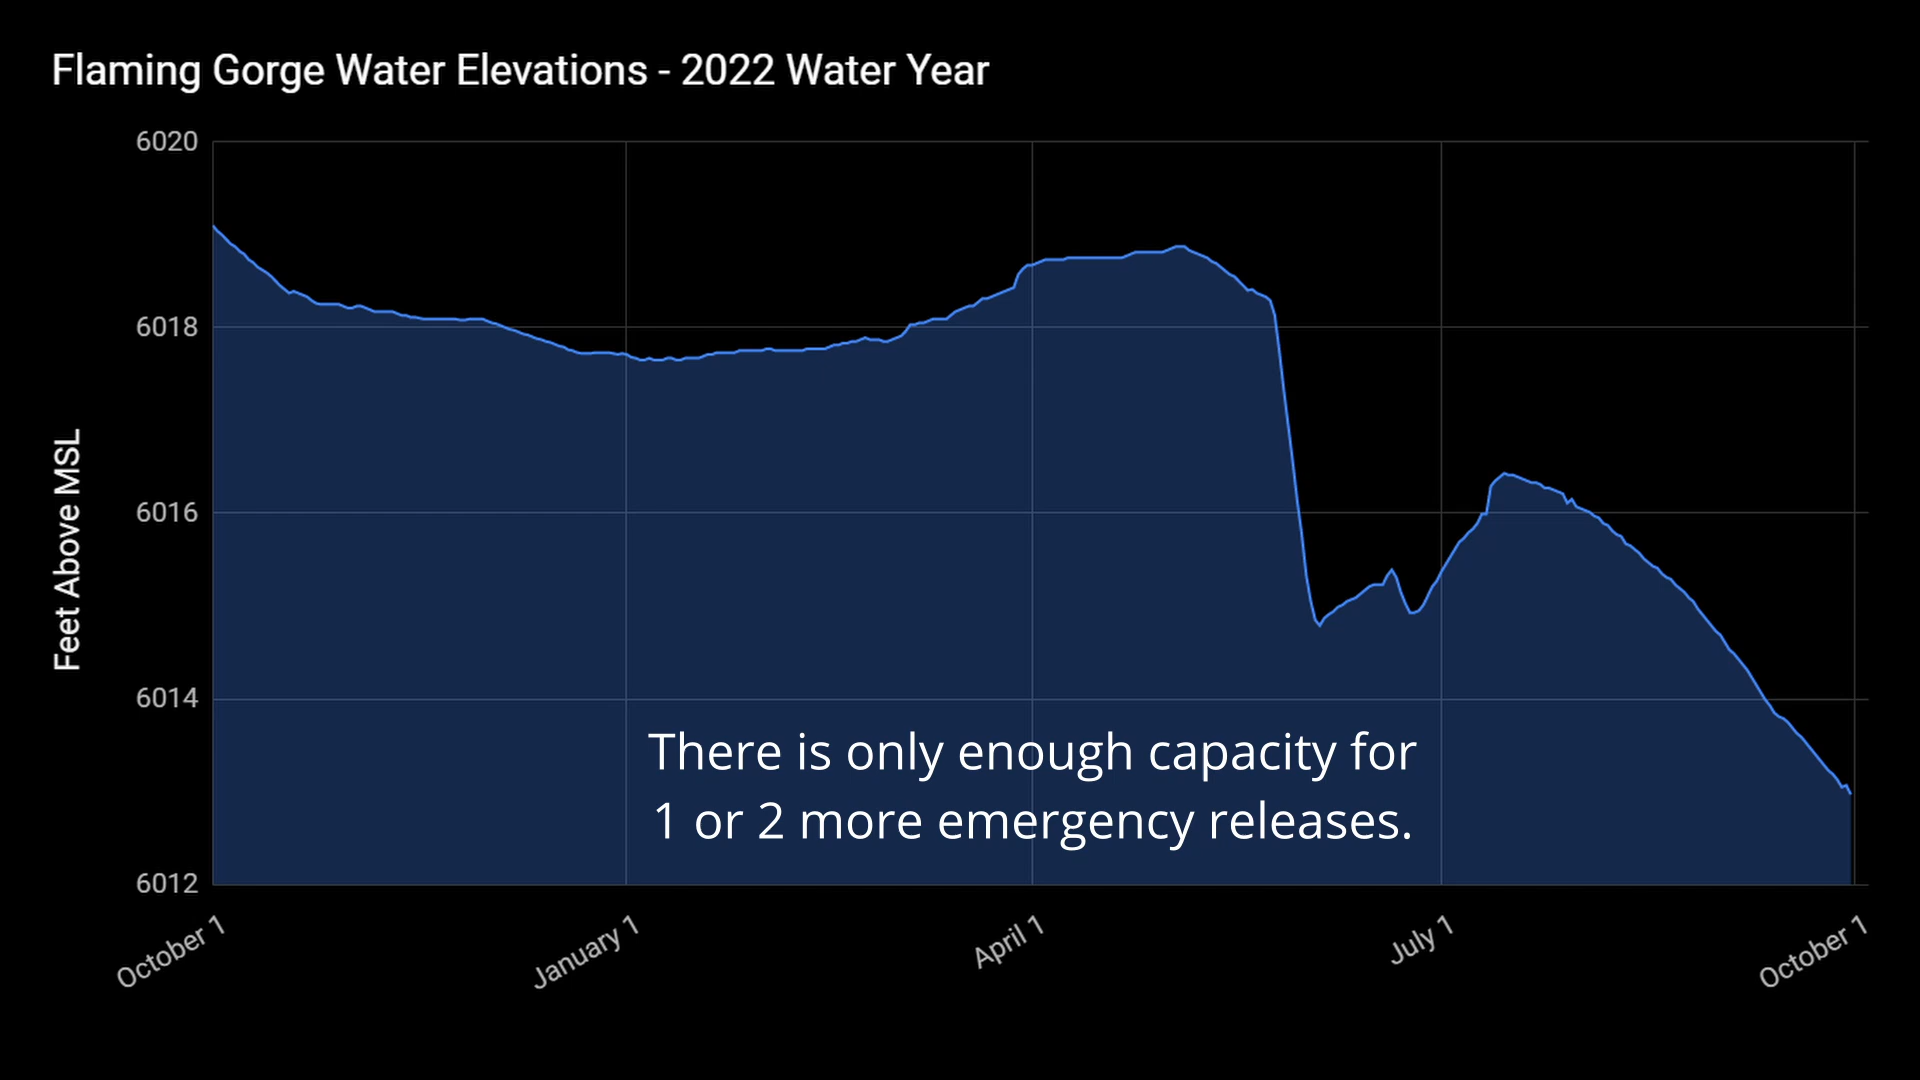 Flaming Gorge Water Elevations - 2022 Water Year
Feet Above MSL
6020
6018
6016
6014
6012
There is only enough capacity for
1 or 2 more emergency releases.
October 1
January 1
April 1
July 1
October 1